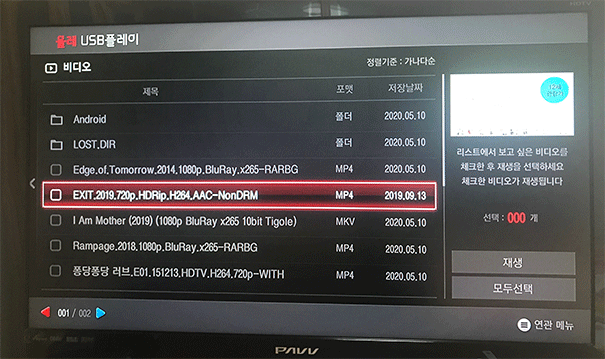 HDTV
올레 USB플레이
비디오
정렬기준 : 가나다순
제목 포맷 저장날짜
Android 폴더 2020.05.10
LOST.DIR 폴더 2020.05.10
Edge.of.Tomorrow.2014.1080p.BluRay.x265-RARBG MP4 2020.05.10
EXIT.2019.720p.HDRip.H264.AAC-NonDRM MP4 2019.09.13
I Am Mother (2019) (1080p BluRay x265 10bit Tigole) MKV 2020.05.10
Rampage.2018.1080p.BluRay.x265-RARBG MP4 2020.05.10
퐁당퐁당 러브.E01.151213.HDTV.H264.720p-WITH MP4 2020.05.10
001 / 002
12세
관람가
리스트에서 보고 싶은 비디오를
체크한 후 재생을 선택하세요
체크한 비디오가 재생됩니다
선택 : 000 개
재생
모두선택
연관 메뉴
PAVV